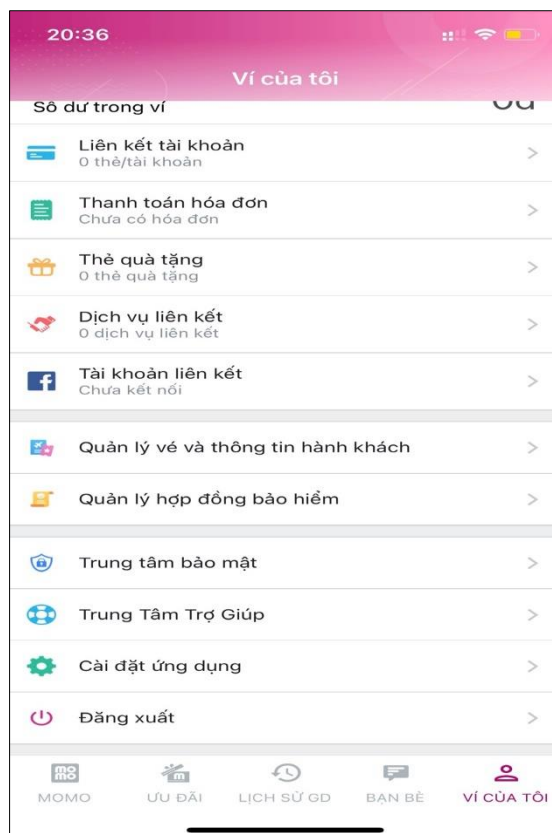 20:36
Ví của tôi
Số dư trong ví
0đ
Liên kết tài khoản
0 thẻ/tài khoản
Thanh toán hóa đơn
Chưa có hóa đơn
Thẻ quà tặng
0 thẻ quà tặng
Dịch vụ liên kết
0 dịch vụ liên kết
Tài khoản liên kết
Chưa kết nối
Quản lý vé và thông tin hành khách
Quản lý hợp đồng bảo hiểm
Trung tâm bảo mật
Trung Tâm Trợ Giúp
Cài đặt ứng dụng
Đăng xuất
MOMO ƯU ĐÃI LỊCH SỬ GD BẠN BÈ VÍ CỦA TÔI